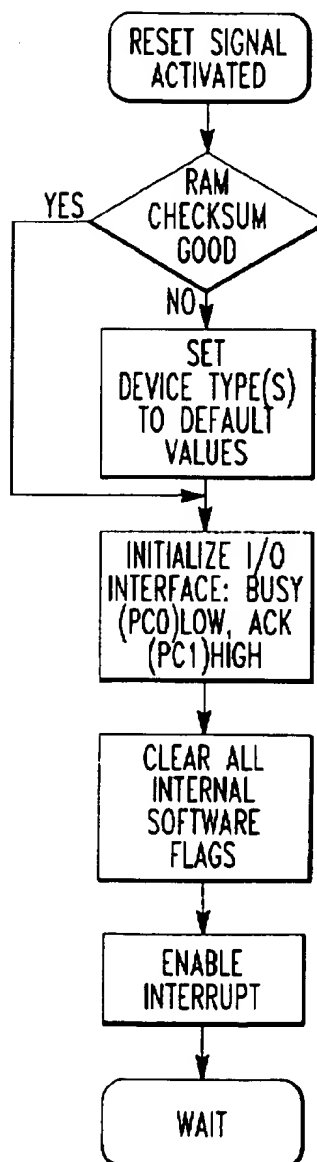 RESET SIGNAL
ACTIVATED
RAM
CHECKSUM
GOOD
YES
NO
SET
DEVICE TYPE(S)
TO DEFAULT
VALUES
INITIALIZE I/O
INTERFACE: BUSY
(PC0)LOW, ACK
(PC1)HIGH
CLEAR ALL
INTERNAL
SOFTWARE
FLAGS
ENABLE
INTERRUPT
WAIT